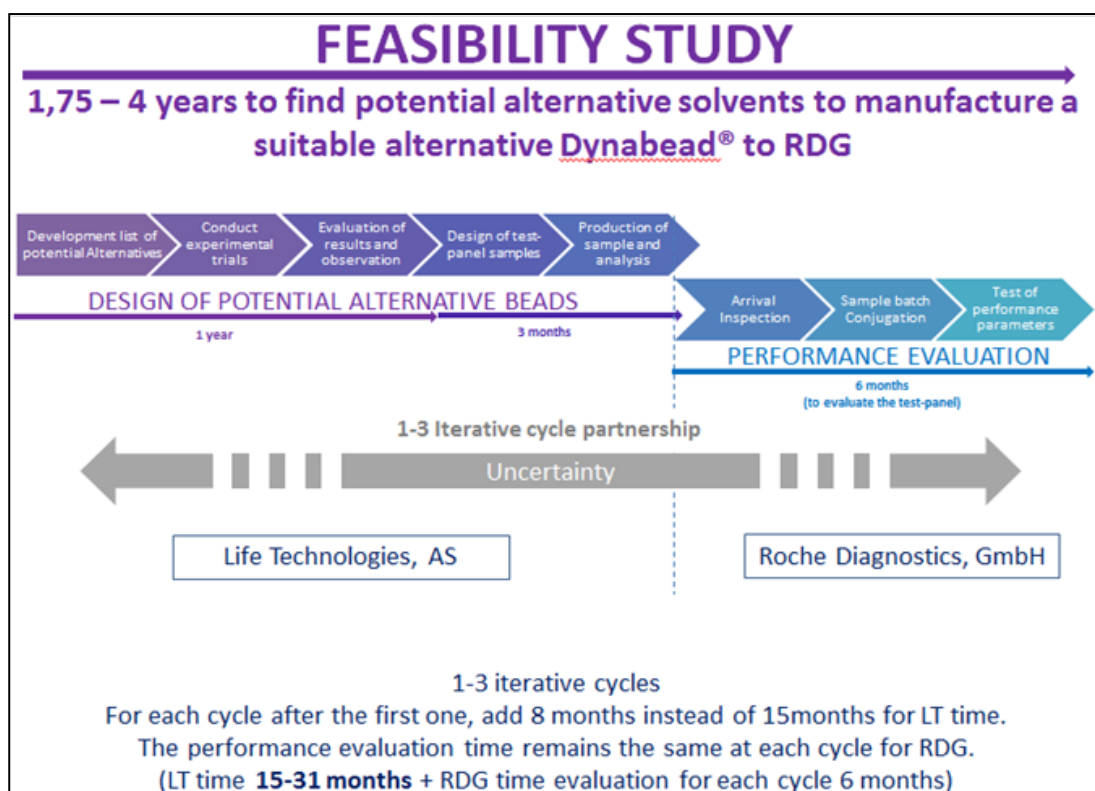 FEASIBILITY STUDY
1,75 – 4 years to find potential alternative solvents to manufacture a
suitable alternative Dynabead® to RDG
Development list of
potential Alternatives
Conduct
experimental
trials
Evaluation of
results and
observation
Design of test-
panel samples
Production of
sample and
analysis
DESIGN OF POTENTIAL ALTERNATIVE BEADS
1 year
3 months
Arrival
Inspection
Sample batch
Conjugation
Test of
performance
parameters
PERFORMANCE EVALUATION
6 months
(to evaluate the test-panel)
1-3 Iterative cycle partnership
Uncertainty
Life Technologies, AS
Roche Diagnostics, GmbH
1-3 iterative cycles
For each cycle after the first one, add 8 months instead of 15months for LT time.
The performance evaluation time remains the same at each cycle for RDG.
(LT time 15-31 months + RDG time evaluation for each cycle 6 months)